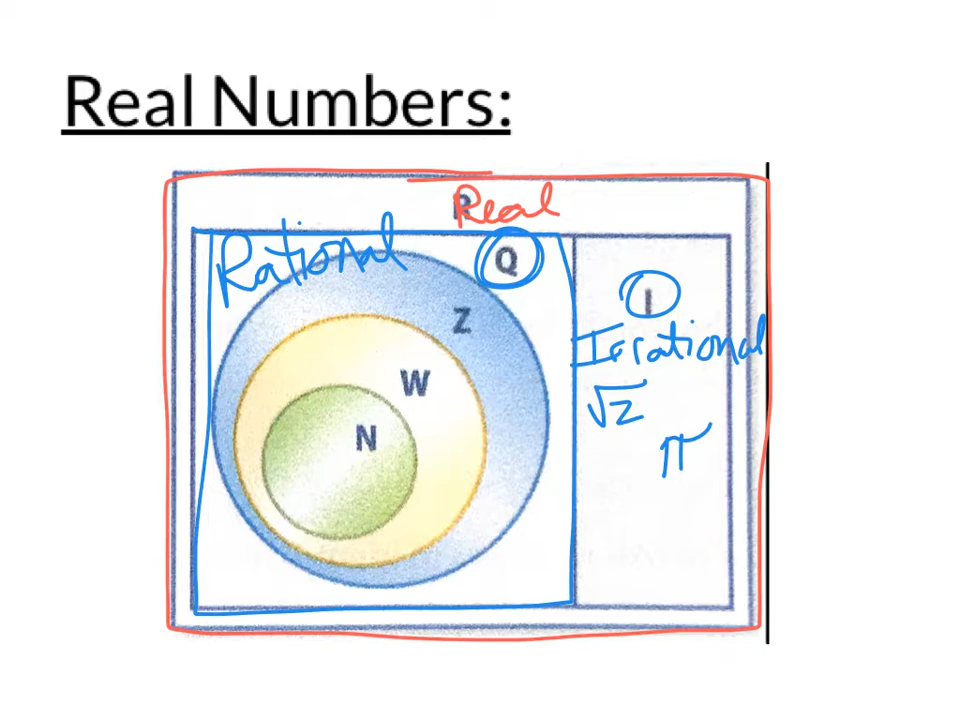 Real Numbers:
Real
Rational
Q
I
Z
Irrational
W
√2
N
π